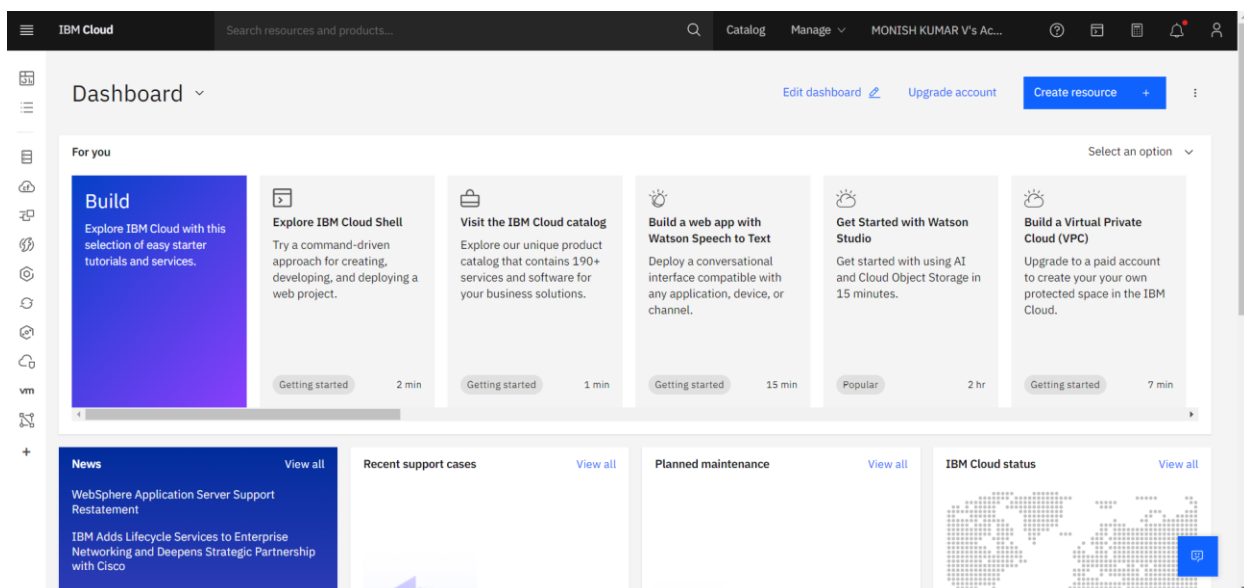 IBM Cloud
Search resources and products...
Catalog
Manage
MONISH KUMAR V's Ac...
Dashboard
Edit dashboard
Upgrade account
Create resource +
For you
Select an option
Build
Explore IBM Cloud with this
selection of easy starter
tutorials and services.
Explore IBM Cloud Shell
Try a command-driven
approach for creating,
developing, and deploying a
web project.
Getting started
2 min
Visit the IBM Cloud catalog
Explore our unique product
catalog that contains 190+
services and software for
your business solutions.
Getting started
1 min
Build a web app with
Watson Speech to Text
Deploy a conversational
interface compatible with
any application, device, or
channel.
Getting started
15 min
Get Started with Watson
Studio
Get started with using AI
and Cloud Object Storage in
15 minutes.
Popular
2 hr
Build a Virtual Private
Cloud (VPC)
Upgrade to a paid account
to create your your own
protected space in the IBM
Cloud.
Getting started
7 min
vm
+
News
View all
WebSphere Application Server Support
Restatement
IBM Adds Lifecycle Services to Enterprise
Networking and Deepens Strategic Partnership
with Cisco
Recent support cases
View all
Planned maintenance
View all
IBM Cloud status
View all